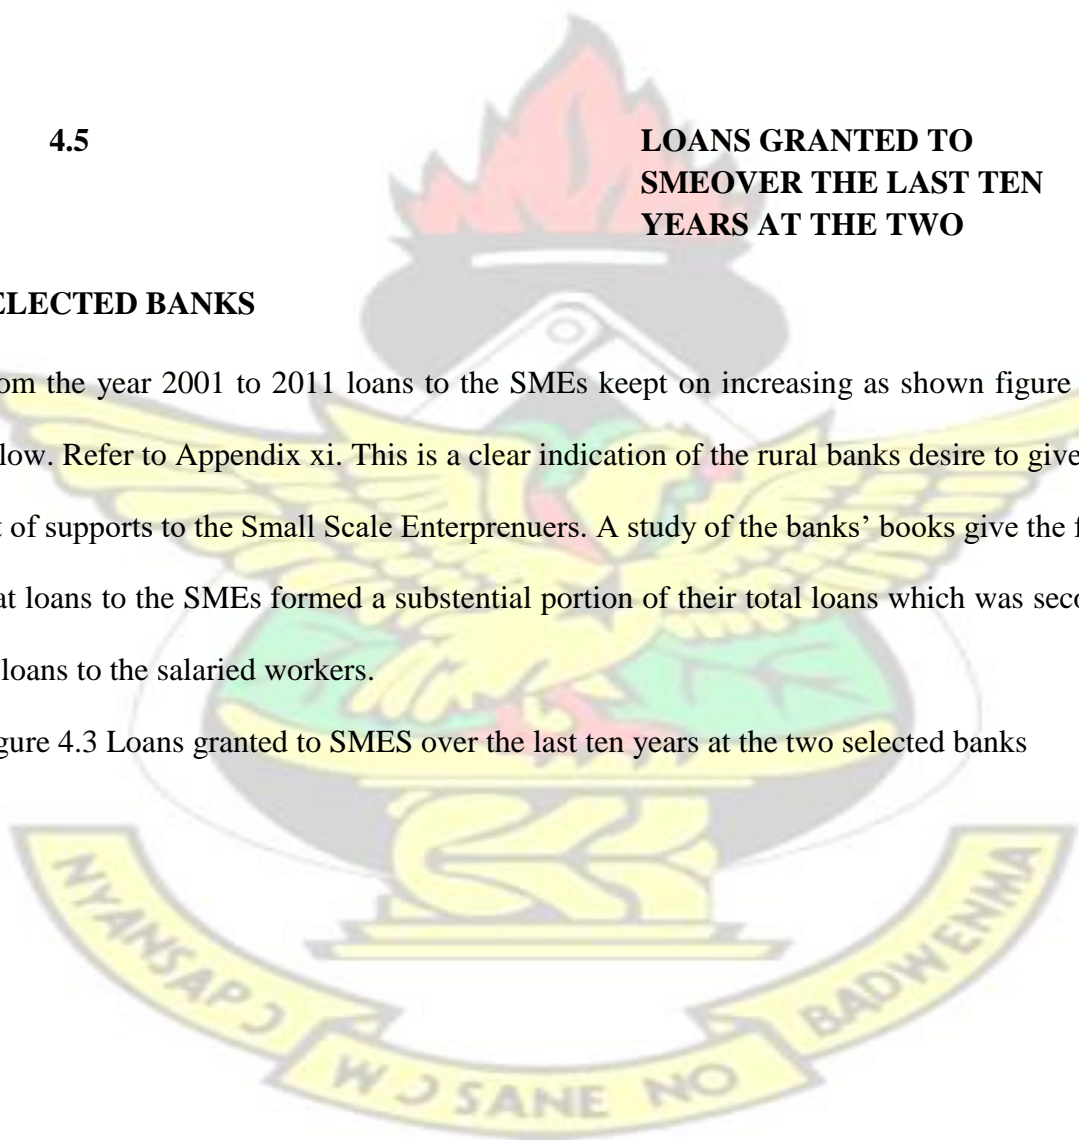 4.5 LOANS GRANTED TO
SMEOVER THE LAST TEN
YEARS AT THE TWO
ELECTED BANKS
om the year 2001 to 2011 loans to the SMEs keept on increasing as shown figure
low. Refer to Appendix xi. This is a clear indication of the rural banks desire to give
t of supports to the Small Scale Enterprenuers. A study of the banks’ books give the f
at loans to the SMEs formed a substential portion of their total loans which was seco
loans to the salaried workers.
gure 4.3 Loans granted to SMES over the last ten years at the two selected banks
NYANSAPƆ WƆSANE NO BADWENMA